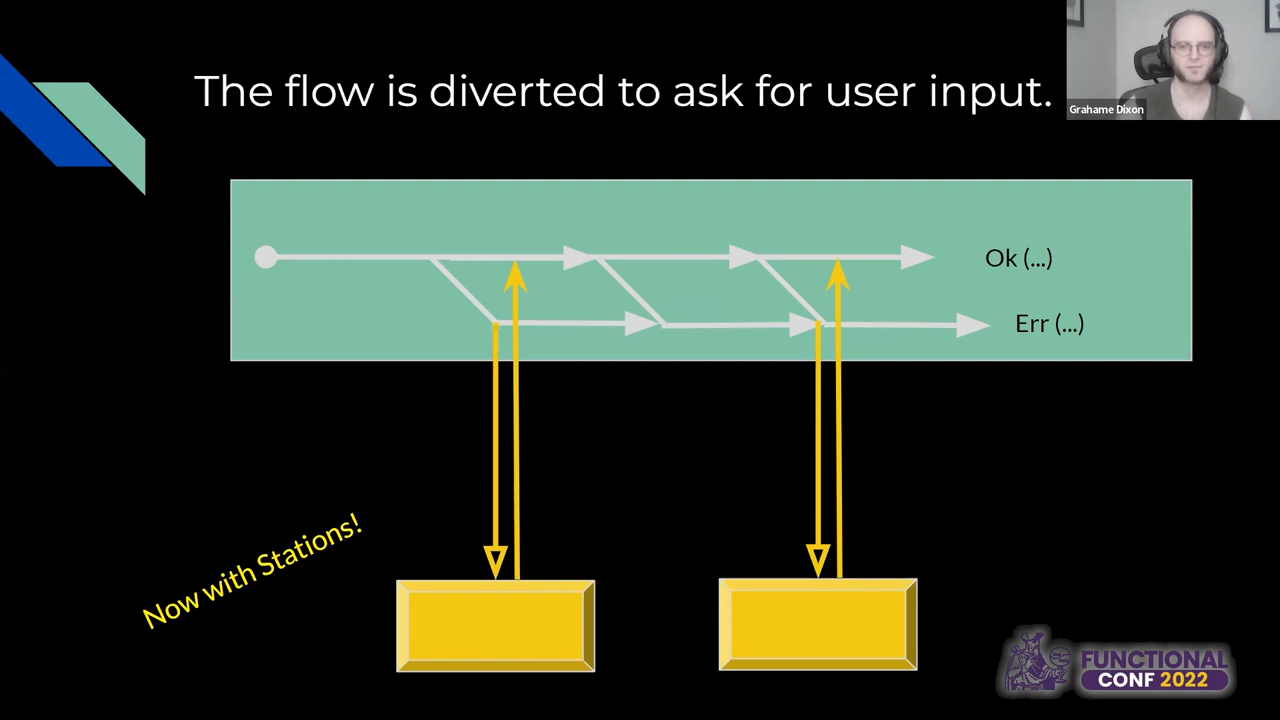 The flow is diverted to ask for user input.
Grahame Dixon
Ok (...)
Err (...)
Now with Stations!
FUNCTIONAL
CONF 2022